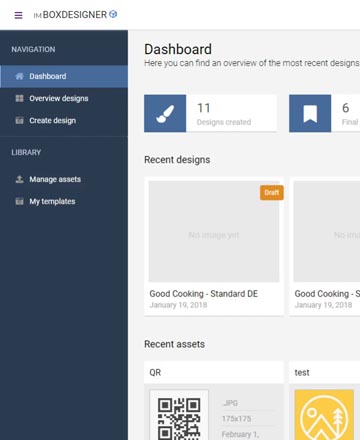 IM BOXDESIGNER
NAVIGATION
Dashboard
Overview designs
Create design
LIBRARY
Manage assets
My templates
Dashboard
Here you can find an overview of the most recent designs
11
Designs created
6
Final
Recent designs
Draft
No image yet
Good Cooking - Standard DE
January 19, 2018
No ima
Good Cooking - S
January 19, 2018
Recent assets
QR
.JPG
175x175
February 1,
test